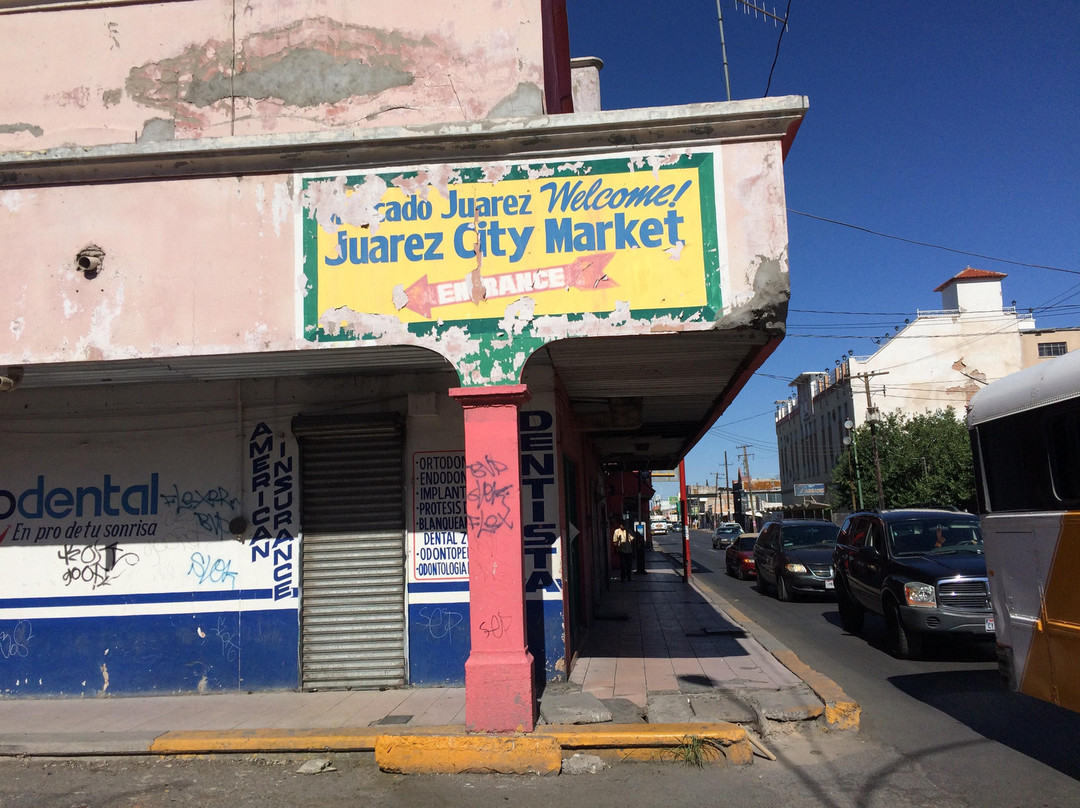 cado Juarez Welcome!
Juarez City Market
ENTRANCE
odental
En pro de tu sonrisa
AMERICAN
INSURANCE
·ORTODON
·ENDODON
·IMPLANT
·PROTESIS
·BLANQUEA
DENTAL Z
·ODONTOPE
·ODONTOLOGIA
DENTISTA